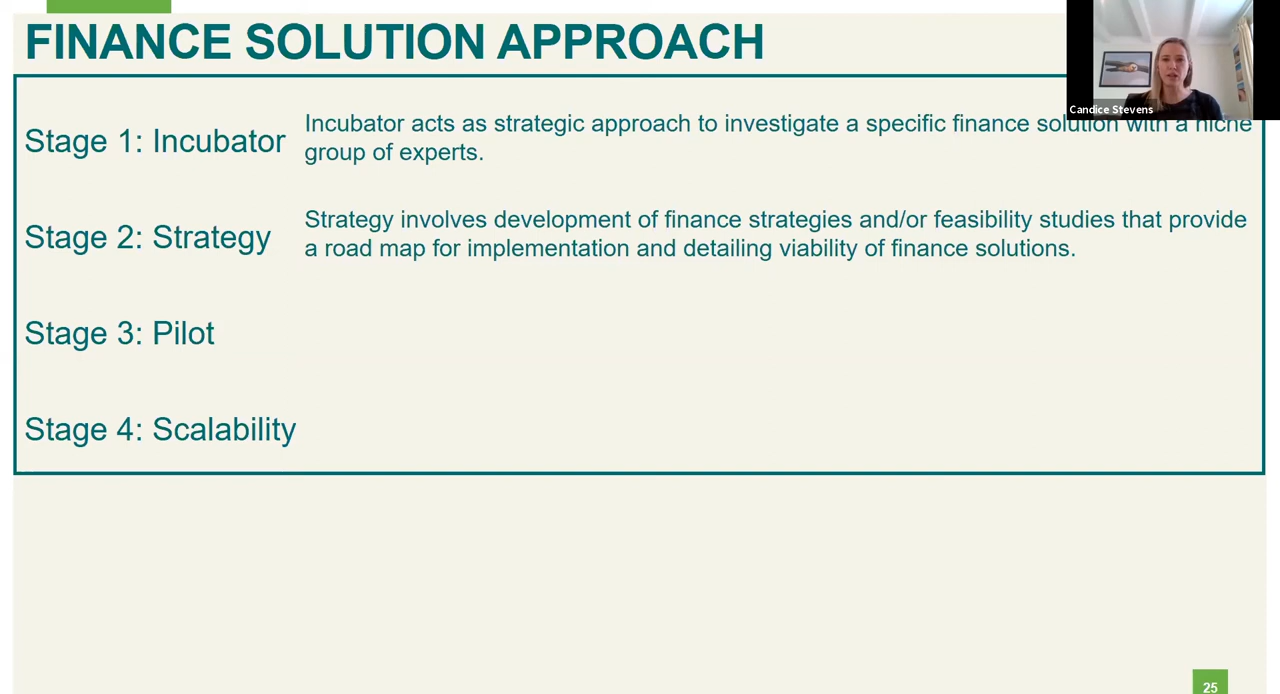 FINANCE SOLUTION APPROACH
Candice Stevens
Stage 1: Incubator
Incubator acts as strategic approach to investigate a specific finance solution with a niche
group of experts.
Stage 2: Strategy
Strategy involves development of finance strategies and/or feasibility studies that provide
a road map for implementation and detailing viability of finance solutions.
Stage 3: Pilot
Stage 4: Scalability
25